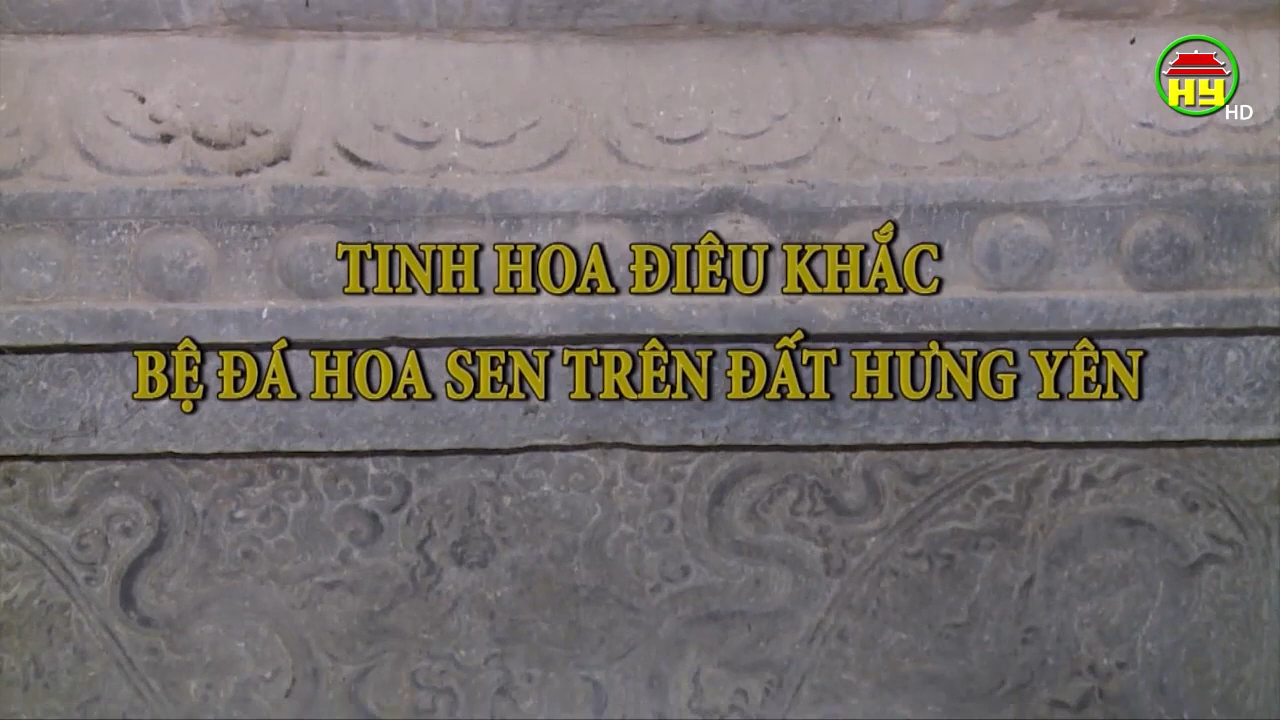 HY
HD
TINH HOA ĐIÊU KHẮC
BỆ ĐÁ HOA SEN TRÊN ĐẤT HƯNG YÊN